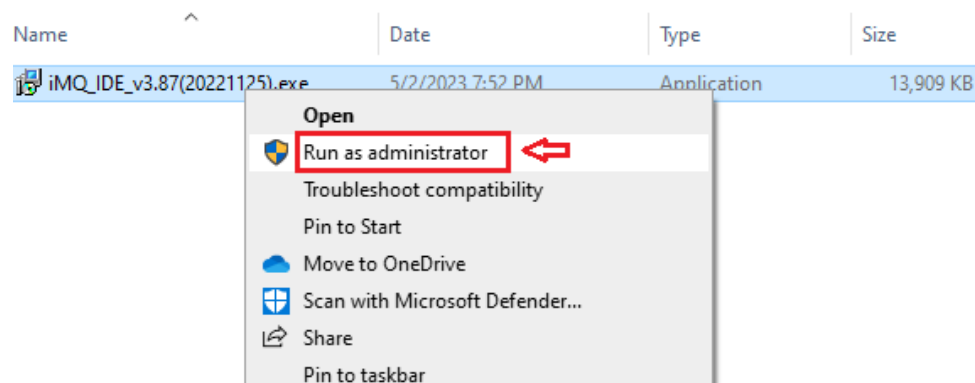 Name Date Type Size
iMQ_IDE_v3.87(20221125).exe 5/2/2023 7:52 PM Application 13,909 KB
Open
Run as administrator
Troubleshoot compatibility
Pin to Start
Move to OneDrive
Scan with Microsoft Defender...
Share
Pin to taskbar